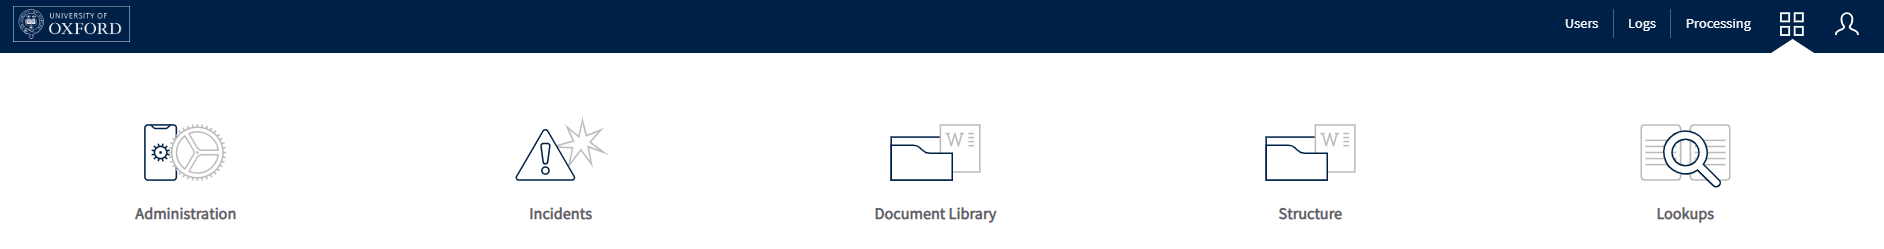 UNIVERSITY OF
OXFORD
Users
Logs
Processing
W
W
Administration
Incidents
Document Library
Structure
Lookups